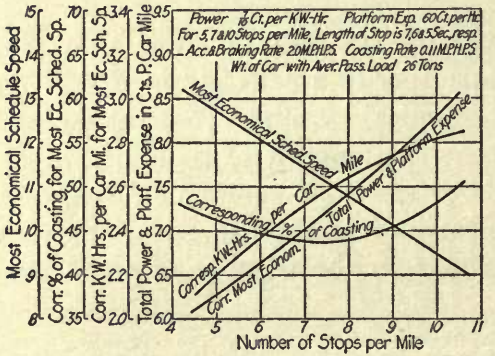 Power 7/10 Ct. per KW-Hr. Platform Exp. 60 Ct. per Hr.
For 5,7&10 Stops per Mile, Length of Stop is 7,6&5 Sec., resp.
Acc.&Braking Rate 2.0 M.P.H.P.S. Coasting Rate 0.11 M.P.H.P.S.
Wt. of Car with Aver. Pass. Load 26 Tons
Most Economical Schedule Speed
15
14
13
12
11
10
9
8
Corr. % of Coasting for Most Ec. Sched. Sp.
70
65
60
55
50
45
40
35
Corr. K.W. Hrs. per Car Mi. for Most Ec. Sch. Sp.
3.4
3.2
3.0
2.8
2.6
2.4
2.2
2.0
Total Power & Platf. Expense in Cts. P. Car Mile
9.5
9.0
8.5
8.0
7.5
7.0
6.5
6.0
Most Economical Sched. Speed
Corresponding % of Coasting
Corresp. KW-Hrs. per Car Mile
Corr. Most Econom. Total Power & Platform Expense
4 5 6 7 8 9 10 11
Number of Stops per Mile